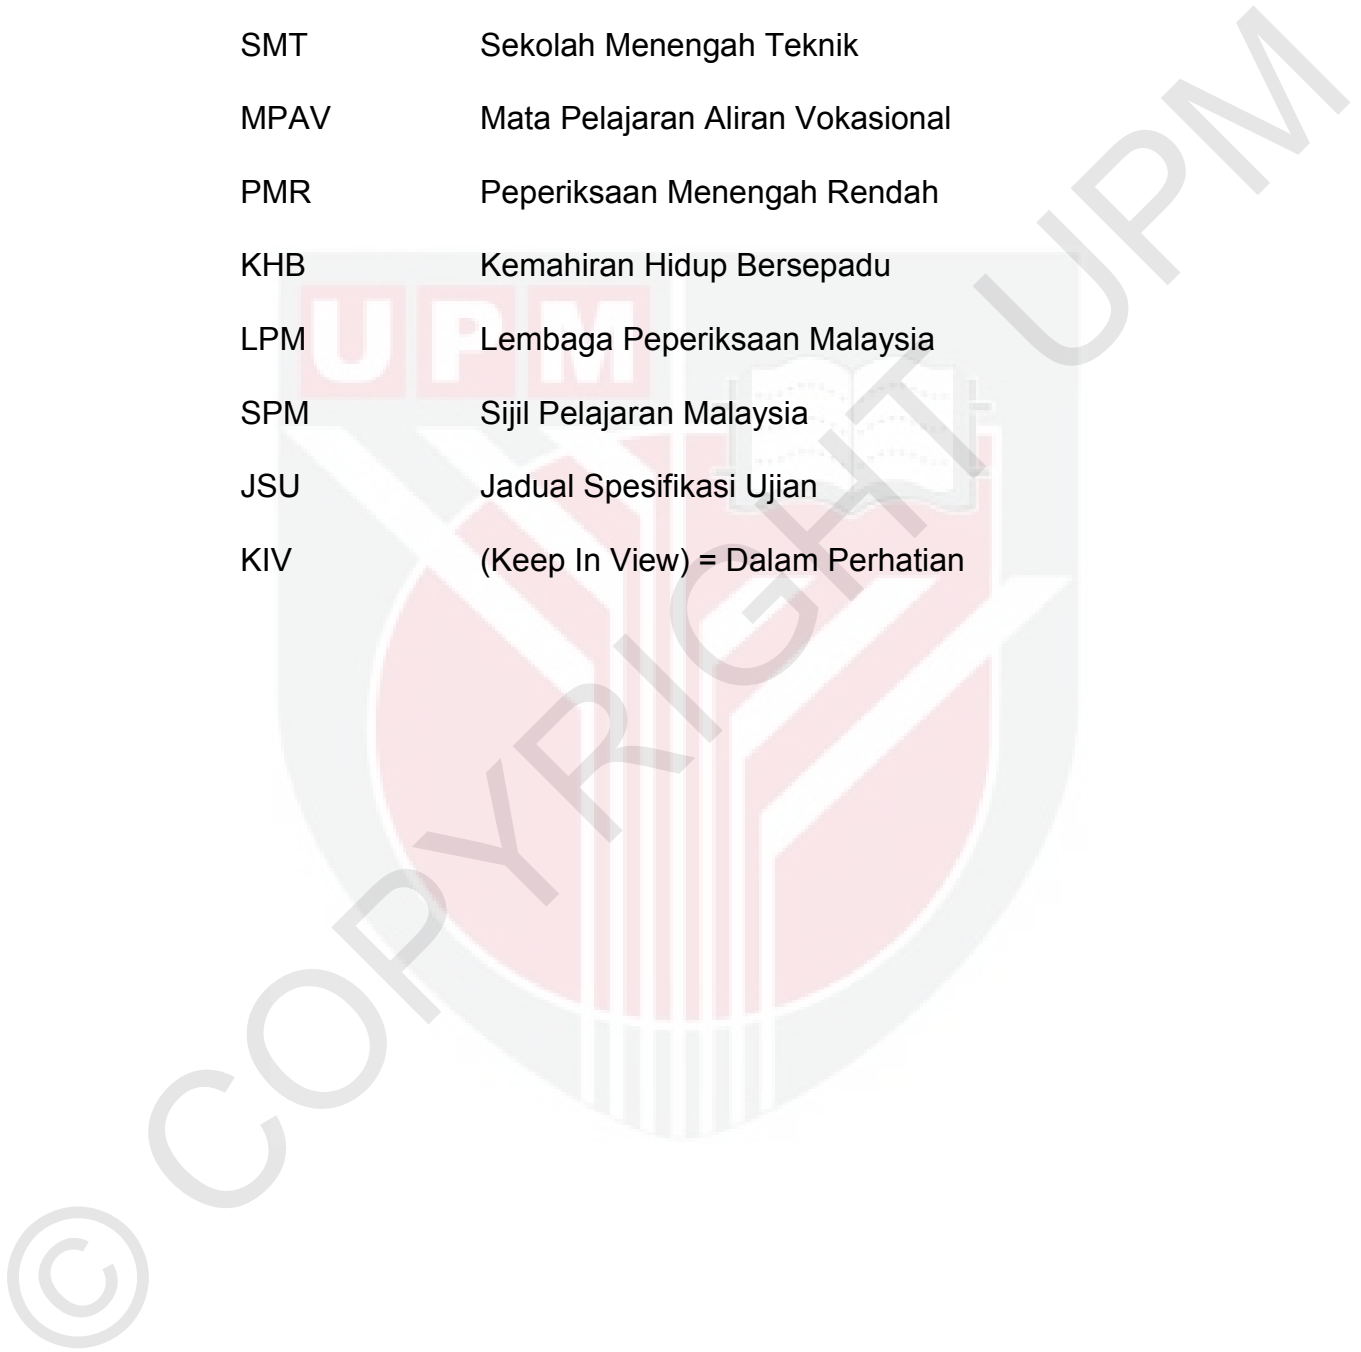 SMT Sekolah Menengah Teknik
MPAV Mata Pelajaran Aliran Vokasional
PMR Peperiksaan Menengah Rendah
KHB Kemahiran Hidup Bersepadu
UPM
LPM Lembaga Peperiksaan Malaysia
SPM Sijil Pelajaran Malaysia
JSU Jadual Spesifikasi Ujian
KIV (Keep In View) = Dalam Perhatian
© COPYRIGHT UPM